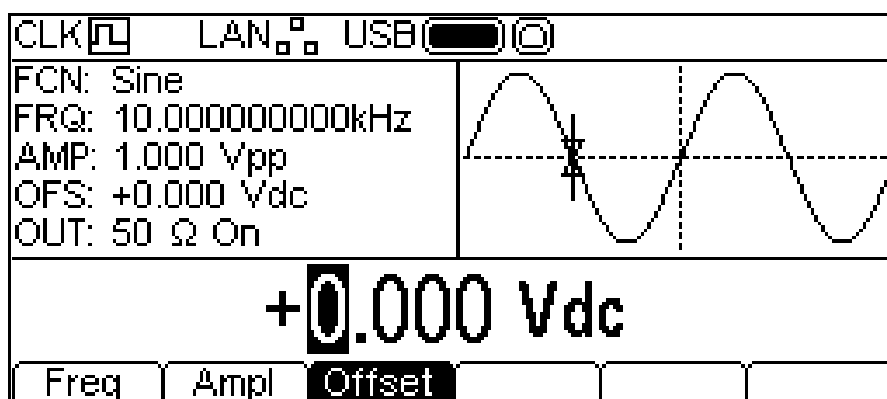 CLK LAN USB
FCN: Sine
FRQ: 10.000000000kHz
AMP: 1.000 Vpp
OFS: +0.000 Vdc
OUT: 50 Ω On
+0.000 Vdc
Freq Ampl Offset